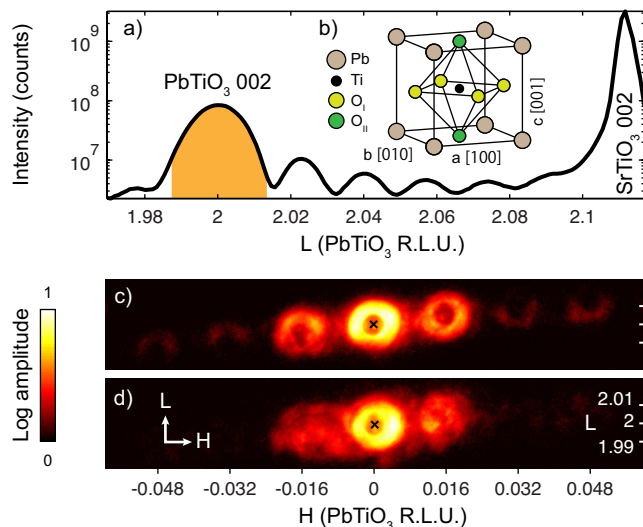 a)
b)
10⁹
10⁸
10⁷
Intensity (counts)
PbTiO₃ 002
Pb
Ti
O_I
O_II
b [010]
a [100]
c [001]
SrTiO₃ 002
1.98
2
2.02
2.04
2.06
2.08
2.1
L (PbTiO₃ R.L.U.)
c)
1
Log amplitude
0
d)
L
H
2.01
L 2
1.99
-0.048
-0.032
-0.016
0
0.016
0.032
0.048
H (PbTiO₃ R.L.U.)